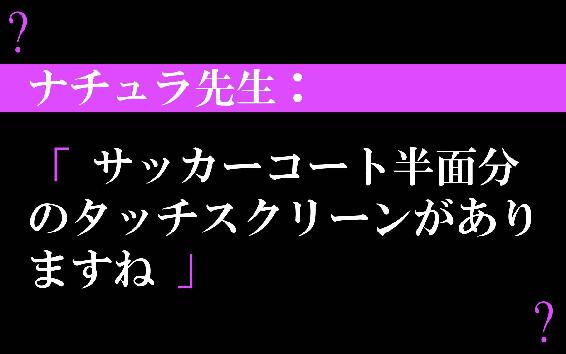 ?
ナチュラ先生：
「 サッカーコート半面分
のタッチスクリーンがあり
ますね 」
?